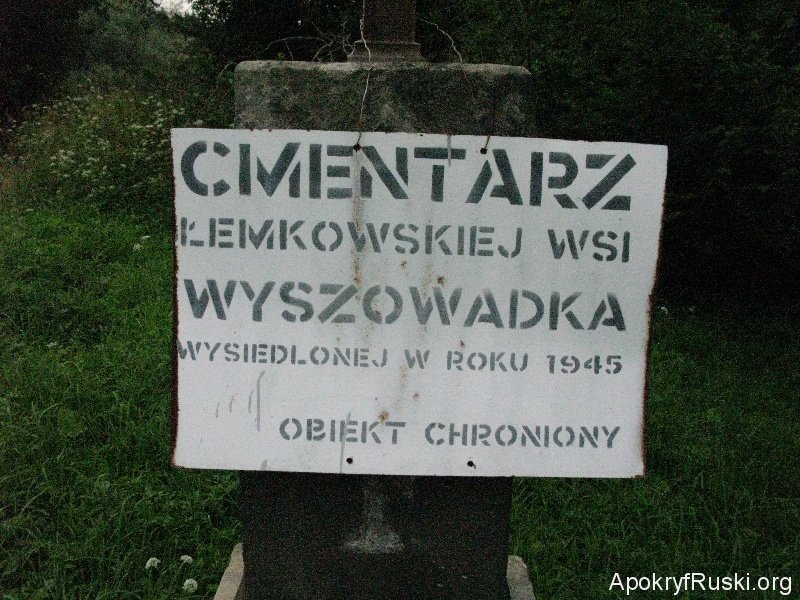 CMENTARZ
ŁEMKOWSKIEJ WSI
WYSZOWADKA
WYSIEDLONEJ W ROKU 1945
OBIEKT CHRONIONY
ApokryfRuski.org